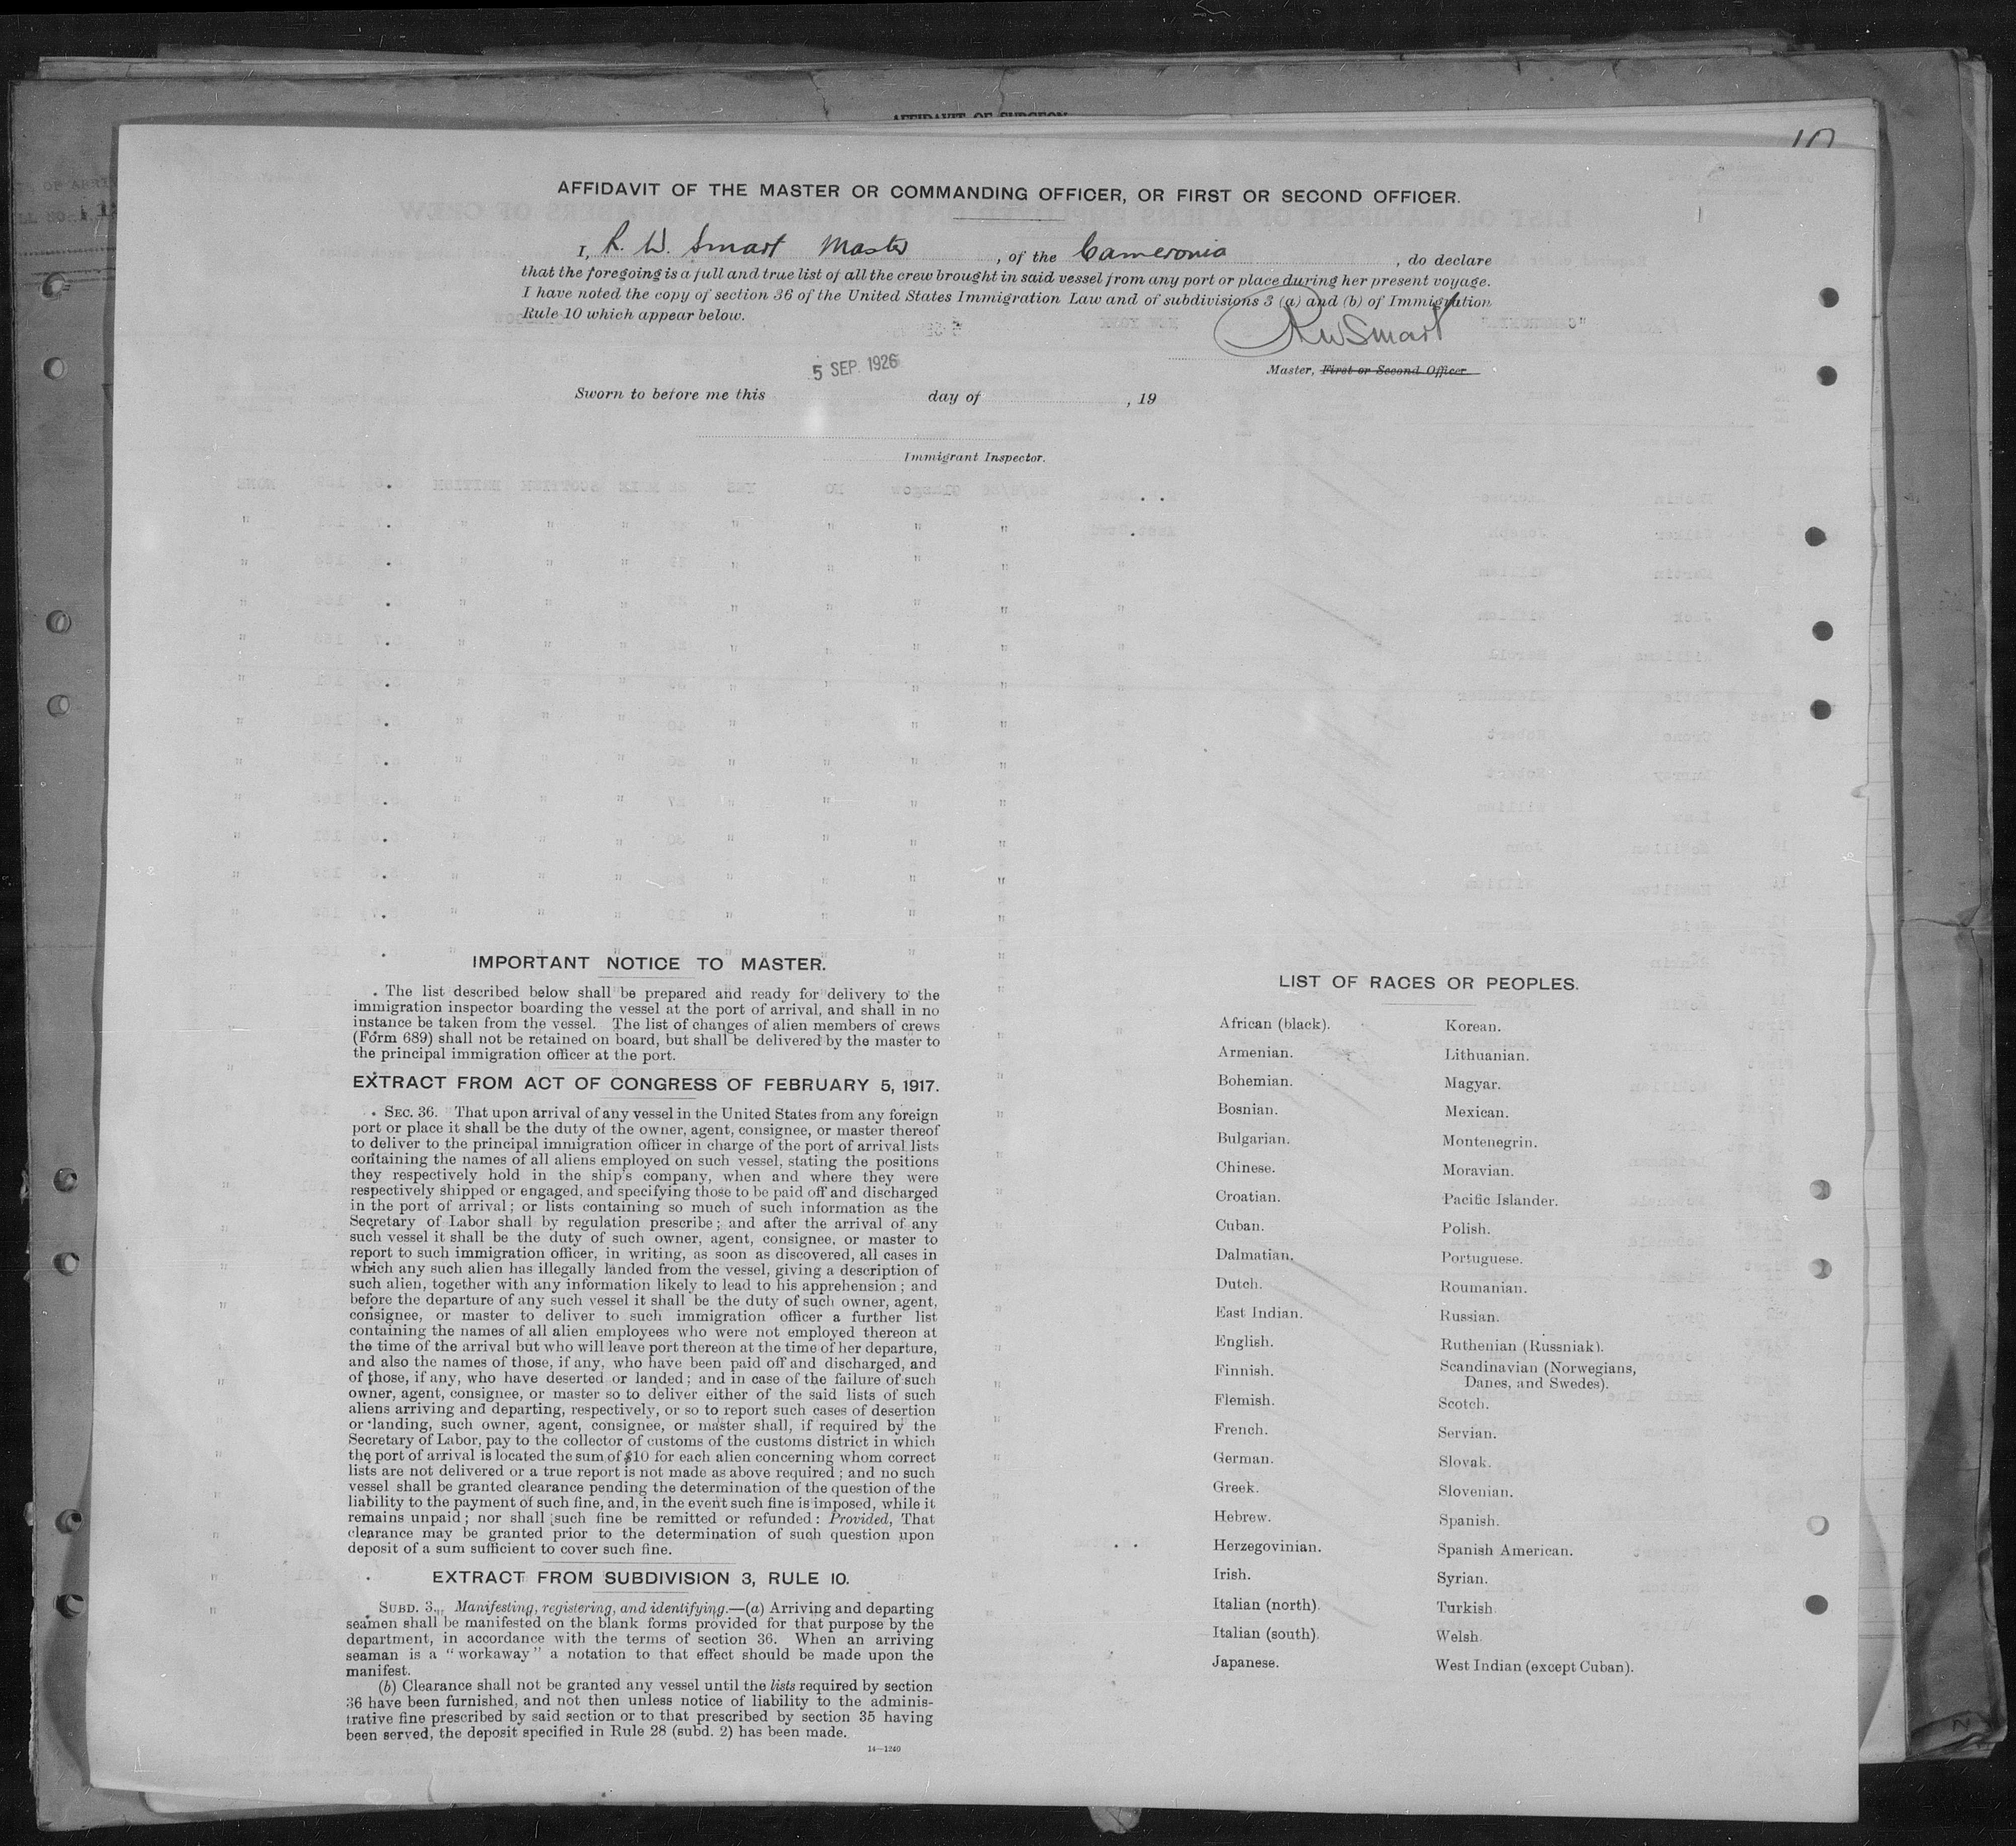 AFFIDAVIT OF SURGEON
10
AFFIDAVIT OF THE MASTER OR COMMANDING OFFICER, OR FIRST OR SECOND OFFICER.
I, R. W. Smart Master, of the Cameronia, do declare
that the foregoing is a full and true list of all the crew brought in said vessel from any port or place during her present voyage.
I have noted the copy of section 36 of the United States Immigration Law and of subdivisions 3 (a) and (b) of Immigration
Rule 10 which appear below.
RWSmart
Master, First or Second Officer
5 SEP. 1926
Sworn to before me this day of , 19
Immigrant Inspector.
IMPORTANT NOTICE TO MASTER.
The list described below shall be prepared and ready for delivery to the
immigration inspector boarding the vessel at the port of arrival, and shall in no
instance be taken from the vessel. The list of changes of alien members of crews
(Form 689) shall not be retained on board, but shall be delivered by the master to
the principal immigration officer at the port.
EXTRACT FROM ACT OF CONGRESS OF FEBRUARY 5, 1917.
SEC. 36. That upon arrival of any vessel in the United States from any foreign
port or place it shall be the duty of the owner, agent, consignee, or master thereof
to deliver to the principal immigration officer in charge of the port of arrival lists
containing the names of all aliens employed on such vessel, stating the positions
they respectively hold in the ship's company, when and where they were
respectively shipped or engaged, and specifying those to be paid off and discharged
in the port of arrival; or lists containing so much of such information as the
Secretary of Labor shall by regulation prescribe; and after the arrival of any
such vessel it shall be the duty of such owner, agent, consignee, or master to
report to such immigration officer, in writing, as soon as discovered, all cases in
which any such alien has illegally landed from the vessel, giving a description of
such alien, together with any information likely to lead to his apprehension; and
before the departure of any such vessel it shall be the duty of such owner, agent,
consignee, or master to deliver to such immigration officer a further list
containing the names of all alien employees who were not employed thereon at
the time of the arrival but who will leave port thereon at the time of her departure,
and also the names of those, if any, who have been paid off and discharged, and
of those, if any, who have deserted or landed; and in case of the failure of such
owner, agent, consignee, or master so to deliver either of the said lists of such
aliens arriving and departing, respectively, or so to report such cases of desertion
or landing, such owner, agent, consignee, or master shall, if required by the
Secretary of Labor, pay to the collector of customs of the customs district in which
the port of arrival is located the sum of $10 for each alien concerning whom correct
lists are not delivered or a true report is not made as above required; and no such
vessel shall be granted clearance pending the determination of the question of the
liability to the payment of such fine, and, in the event such fine is imposed, while it
remains unpaid; nor shall such fine be remitted or refunded: Provided, That
clearance may be granted prior to the determination of such question upon
deposit of a sum sufficient to cover such fine.
EXTRACT FROM SUBDIVISION 3, RULE 10.
SUBD. 3. Manifesting, registering, and identifying.—(a) Arriving and departing
seamen shall be manifested on the blank forms provided for that purpose by the
department, in accordance with the terms of section 36. When an arriving
seaman is a "workaway" a notation to that effect should be made upon the
manifest.
(b) Clearance shall not be granted any vessel until the lists required by section
36 have been furnished, and not then unless notice of liability to the adminis-
trative fine prescribed by said section or to that prescribed by section 35 having
been served, the deposit specified in Rule 28 (subd. 2) has been made.
14—1240
LIST OF RACES OR PEOPLES.
African (black).
Armenian.
Bohemian.
Bosnian.
Bulgarian.
Chinese.
Croatian.
Cuban.
Dalmatian.
Dutch.
East Indian.
English.
Finnish.
Flemish.
French.
German.
Greek.
Hebrew.
Herzegovinian.
Irish.
Italian (north).
Italian (south).
Japanese.
Korean.
Lithuanian.
Magyar.
Mexican.
Montenegrin.
Moravian.
Pacific Islander.
Polish.
Portuguese.
Roumanian.
Russian.
Ruthenian (Russniak).
Scandinavian (Norwegians,
Danes, and Swedes).
Scotch.
Servian.
Slovak.
Slovenian.
Spanish.
Spanish American.
Syrian.
Turkish.
Welsh.
West Indian (except Cuban).